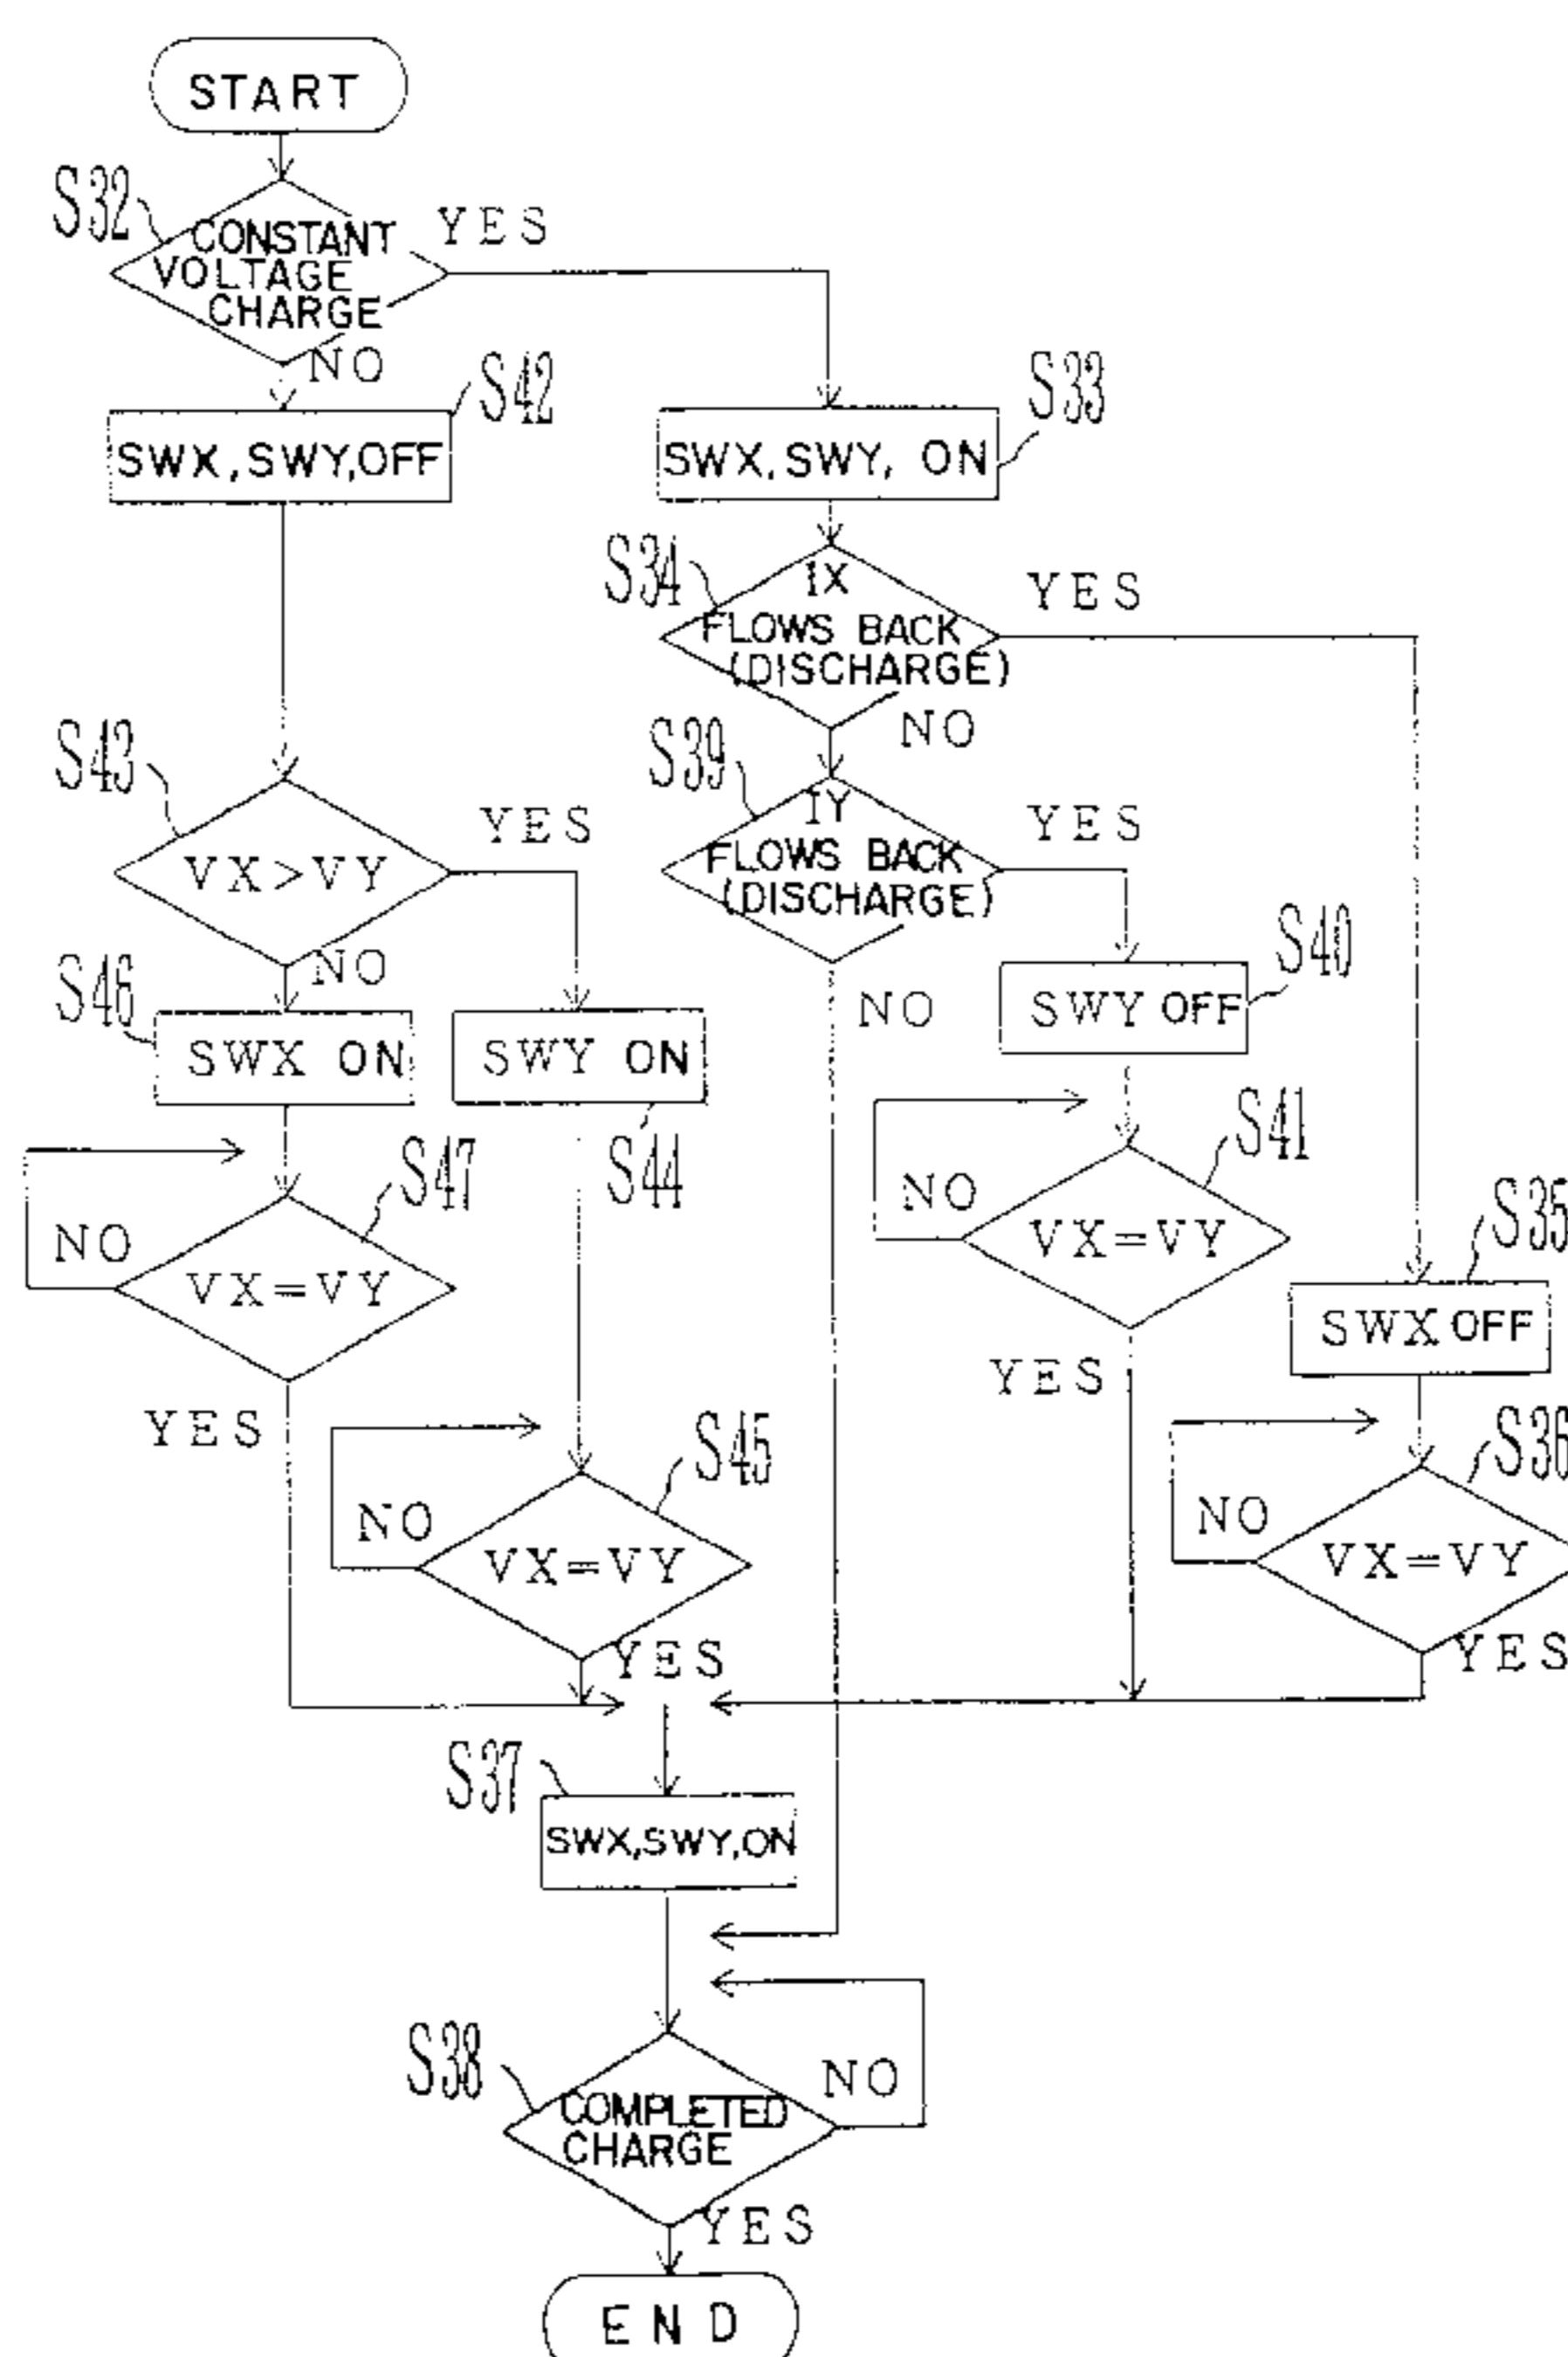 START
S32
CONSTANT
VOLTAGE
CHARGE
YES
NO
S42
SWX, SWY, OFF
S33
SWX, SWY, ON
S34
IX
FLOWS BACK
(DISCHARGE)
YES
NO
S39
IY
FLOWS BACK
(DISCHARGE)
YES
NO
S43
VX>VY
YES
NO
S46
SWX ON
SWY ON
S44
S40
SWY OFF
S41
VX=VY
NO
YES
S47
VX=VY
NO
YES
S35
SWX OFF
S45
VX=VY
NO
YES
S36
VX=VY
NO
YES
S37
SWX,SWY,ON
S38
COMPLETED
CHARGE
NO
YES
END